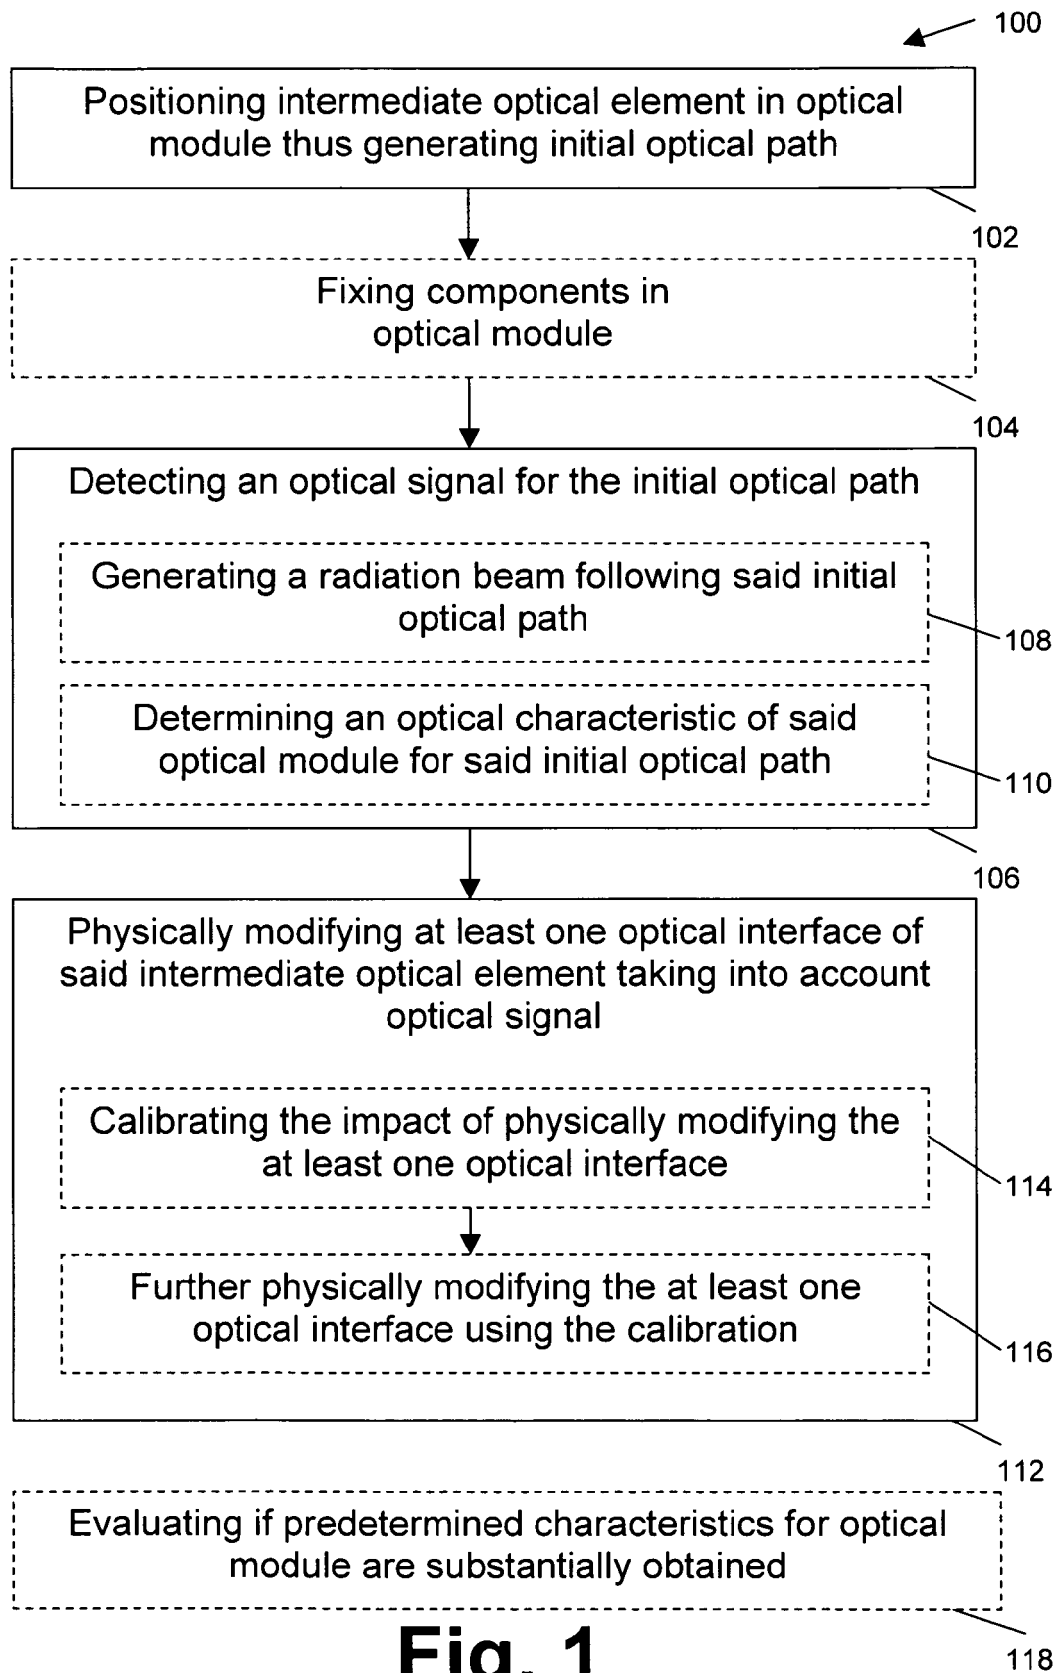 100
Positioning intermediate optical element in optical
module thus generating initial optical path
102
Fixing components in
optical module
104
Detecting an optical signal for the initial optical path
Generating a radiation beam following said initial
optical path
108
Determining an optical characteristic of said
optical module for said initial optical path
110
106
Physically modifying at least one optical interface of
said intermediate optical element taking into account
optical signal
Calibrating the impact of physically modifying the
at least one optical interface
114
Further physically modifying the at least one
optical interface using the calibration
116
112
Evaluating if predetermined characteristics for optical
module are substantially obtained
118
Fig. 1